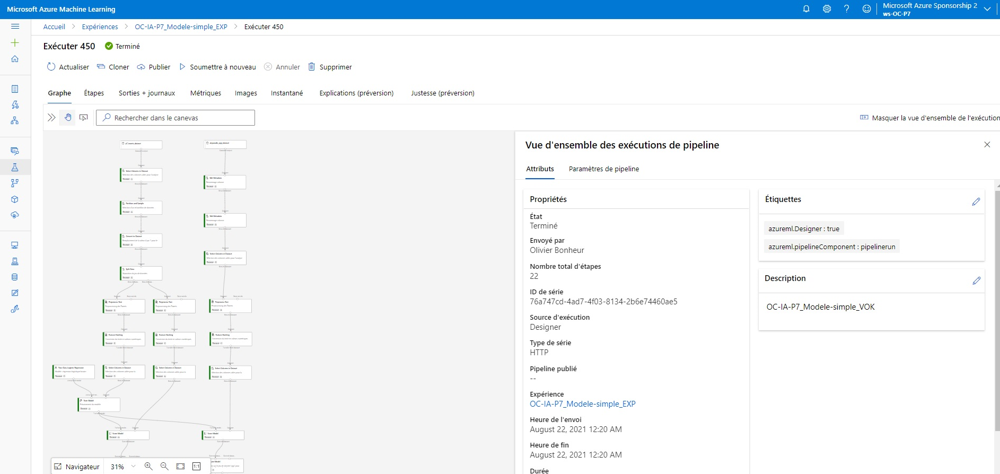 Microsoft Azure Machine Learning
Microsoft Azure Sponsorship 2
ws-OC-P7
Accueil
Expériences
OC-IA-P7_Modele-simple_EXP
Exécuter 450
Exécuter 450
Terminé
Actualiser
Cloner
Publier
Soumettre à nouveau
Annuler
Supprimer
Graphe
Étapes
Sorties + journaux
Métriques
Images
Instantané
Explications (préversion)
Justesse (préversion)
Rechercher dans le canevas
Masquer la vue d'ensemble de l'exécution
Select Columns in Dataset
Terminé
Partition and Sample
Terminé
Convert to Dataset
Terminé
Split Data
Terminé
Edit Metadata
Terminé
Edit Metadata
Terminé
Select Columns in Dataset
Terminé
Preprocess Text
Preprocess Text
Preprocess Text
Feature Hashing
Feature Hashing
Feature Hashing
Two-Class Logistic Regression
Select Columns in Dataset
Select Columns in Dataset
Select Columns in Dataset
Train Model
Score Model
Score Model
Navigateur
31%
1:1
Vue d'ensemble des exécutions de pipeline
Attributs
Paramètres de pipeline
Propriétés
État
Terminé
Envoyé par
Olivier Bonheur
Nombre total d'étapes
22
ID de série
76a747cd-4ad7-4f03-8134-2b6e74460ae5
Source d'exécution
Designer
Type de série
HTTP
Pipeline publié
--
Expérience
OC-IA-P7_Modele-simple_EXP
Heure de l'envoi
August 22, 2021 12:20 AM
Heure de fin
August 22, 2021 12:20 AM
Durée
Étiquettes
azureml.Designer : true
azureml.pipelineComponent : pipelinerun
Description
OC-IA-P7_Modele-simple_VOK